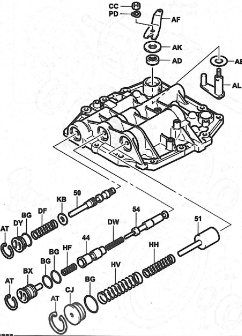 CC
PD
AF
AK
AD
AE
AL
50
KB
DF
BG
DY
AT
54
DW
44
HF
BG
BG
BX
AT
51
HH
HV
BG
CJ
AT